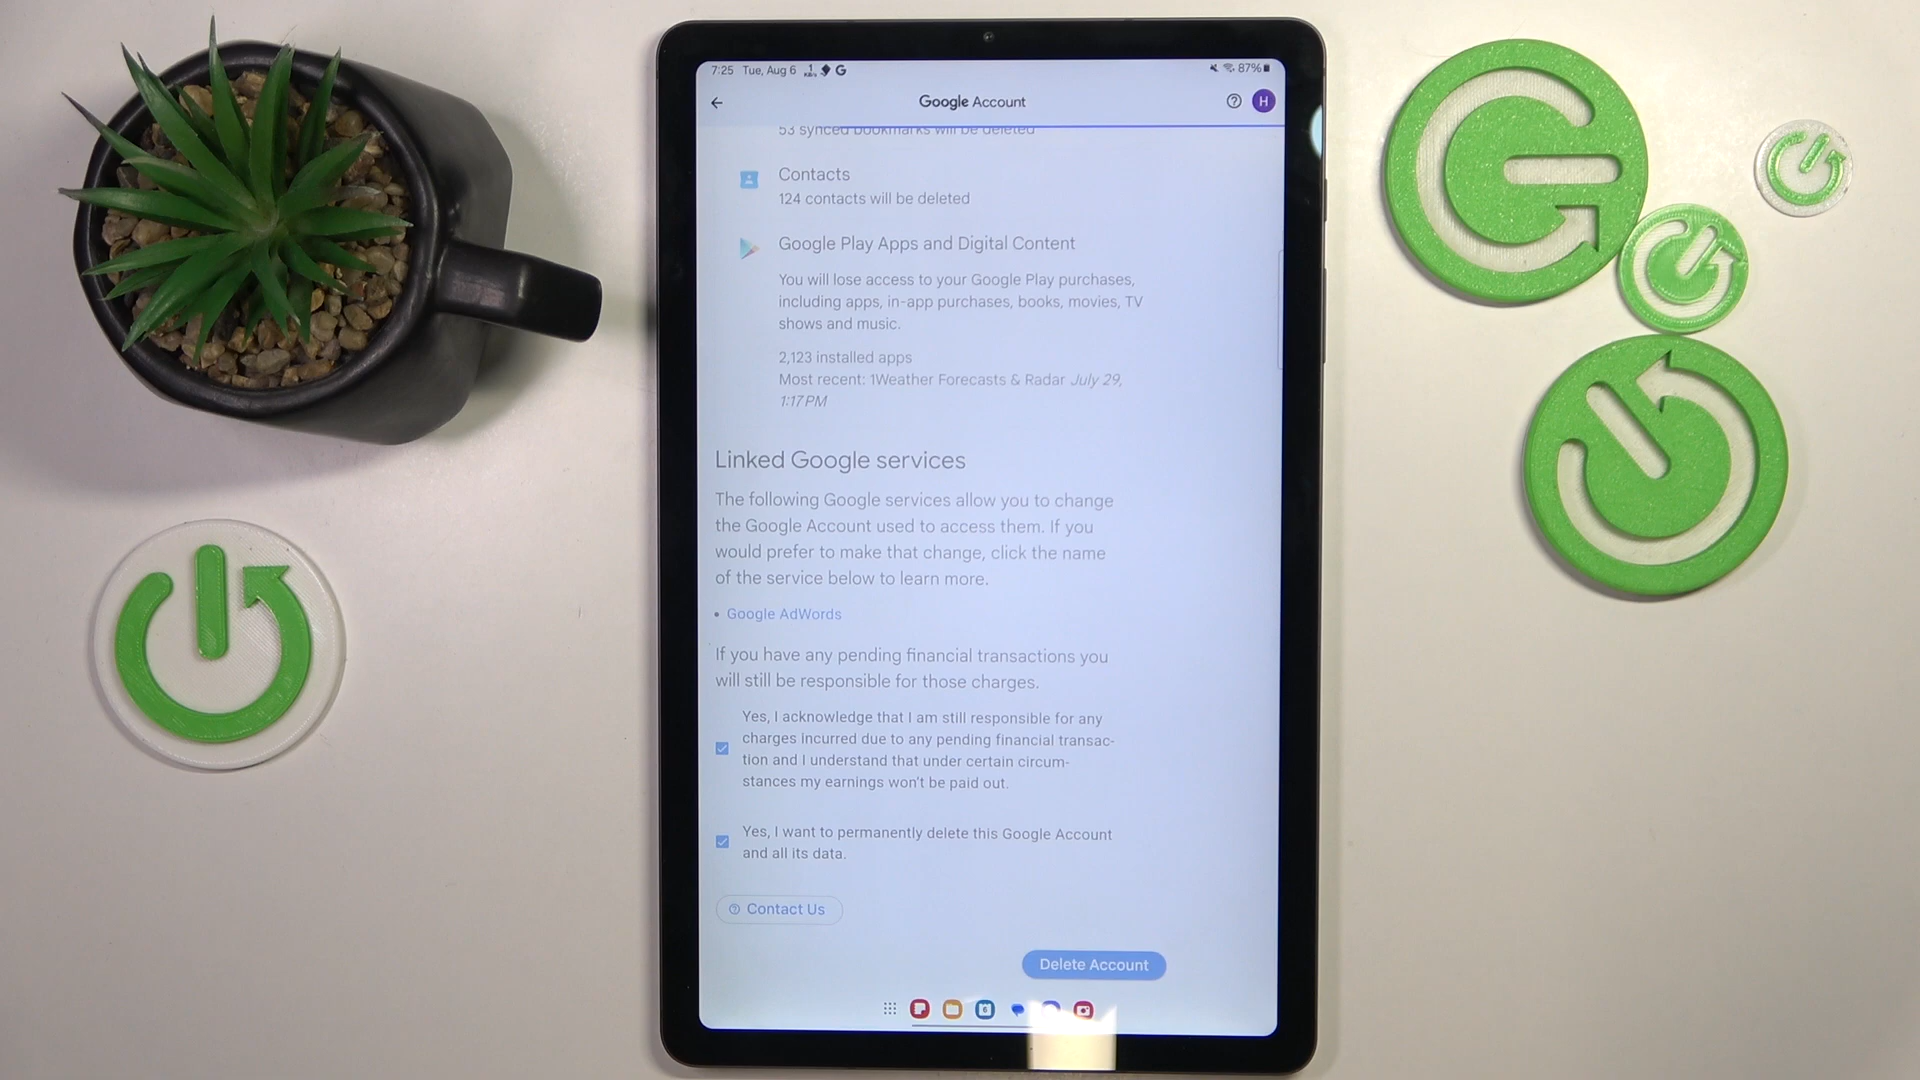 7:25 Tue, Aug 6
87%
Google Account
H
53 synced bookmarks will be deleted
Contacts
124 contacts will be deleted
Google Play Apps and Digital Content
You will lose access to your Google Play purchases,
including apps, in-app purchases, books, movies, TV
shows and music.
2,123 installed apps
Most recent: 1Weather Forecasts & Radar July 29,
1:17 PM
Linked Google services
The following Google services allow you to change
the Google Account used to access them. If you
would prefer to make that change, click the name
of the service below to learn more.
• Google AdWords
If you have any pending financial transactions you
will still be responsible for those charges.
Yes, I acknowledge that I am still responsible for any
charges incurred due to any pending financial transac-
tion and I understand that under certain circum-
stances my earnings won't be paid out.
Yes, I want to permanently delete this Google Account
and all its data.
Contact Us
Delete Account